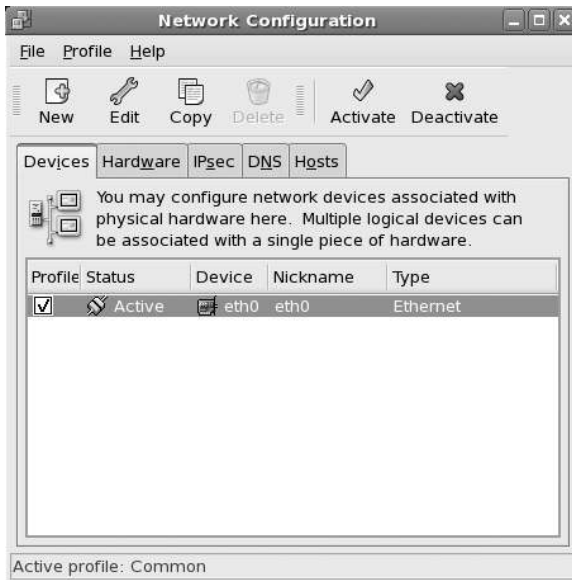 Network Configuration
File Profile Help
New Edit Copy Delete Activate Deactivate
Devices Hardware IPsec DNS Hosts
You may configure network devices associated with
physical hardware here. Multiple logical devices can
be associated with a single piece of hardware.
Profile Status Device Nickname Type
Active eth0 eth0 Ethernet
Active profile: Common